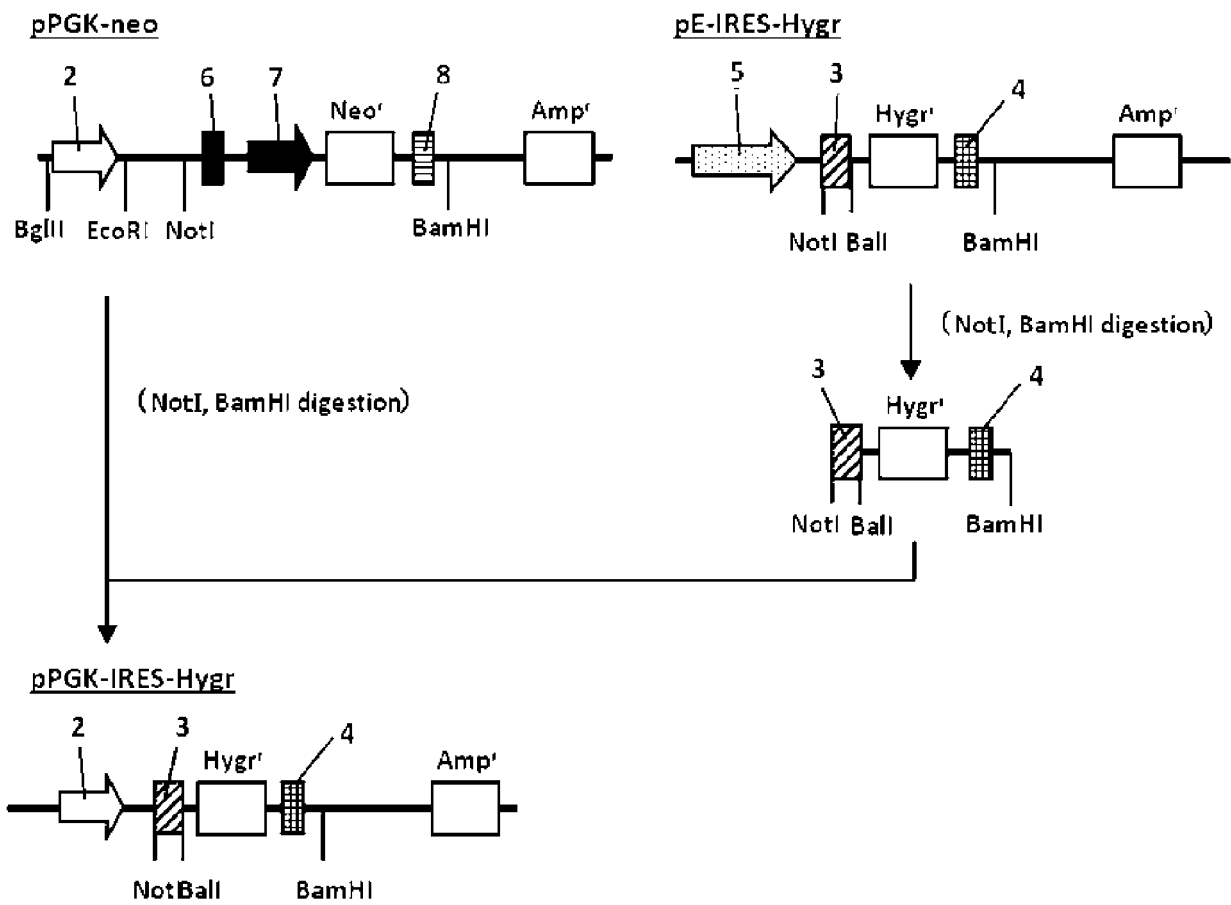 pPGK-neo
pE-IRES-Hygr
2 6 7 8
Neoʳ Ampʳ
5 3 4
Hygrʳ Ampʳ
BglII EcoRI NotI BamHI
NotI BalI BamHI
(NotI, BamHI digestion)
3 4
Hygrʳ
(NotI, BamHI digestion)
NotI BalI BamHI
pPGK-IRES-Hygr
2 3 4
Hygrʳ Ampʳ
NotBalI BamHI